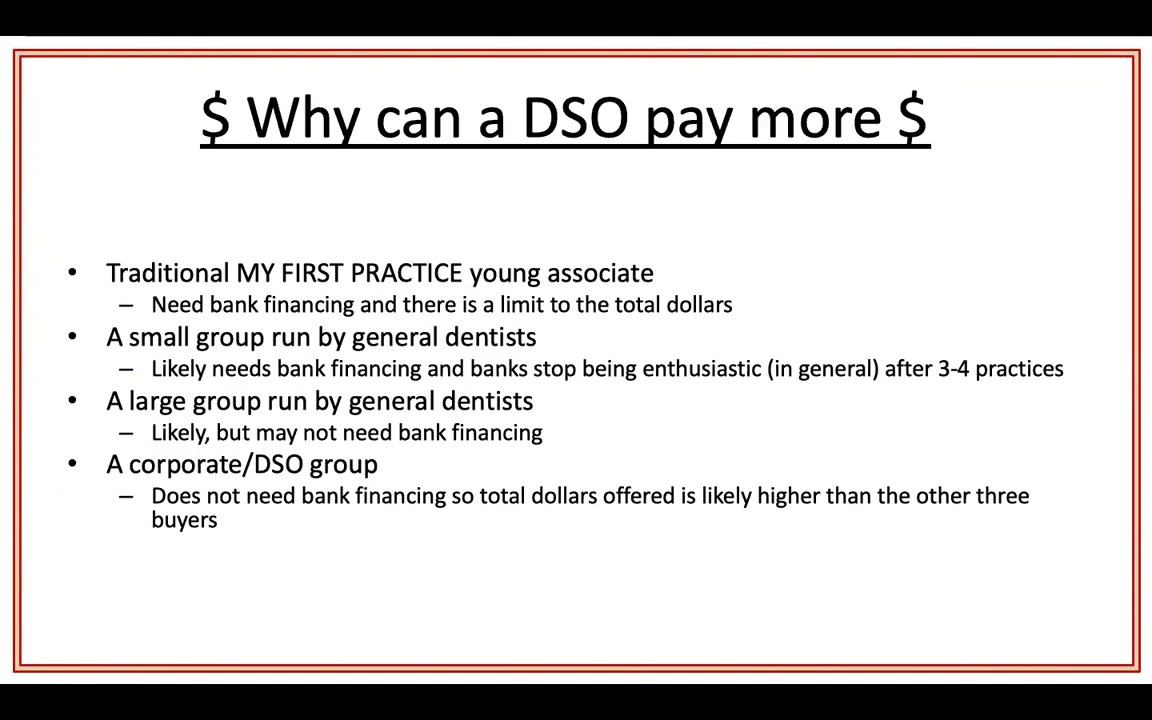 $ Why can a DSO pay more $
• Traditional MY FIRST PRACTICE young associate
– Need bank financing and there is a limit to the total dollars
• A small group run by general dentists
– Likely needs bank financing and banks stop being enthusiastic (in general) after 3-4 practices
• A large group run by general dentists
– Likely, but may not need bank financing
• A corporate/DSO group
– Does not need bank financing so total dollars offered is likely higher than the other three
buyers